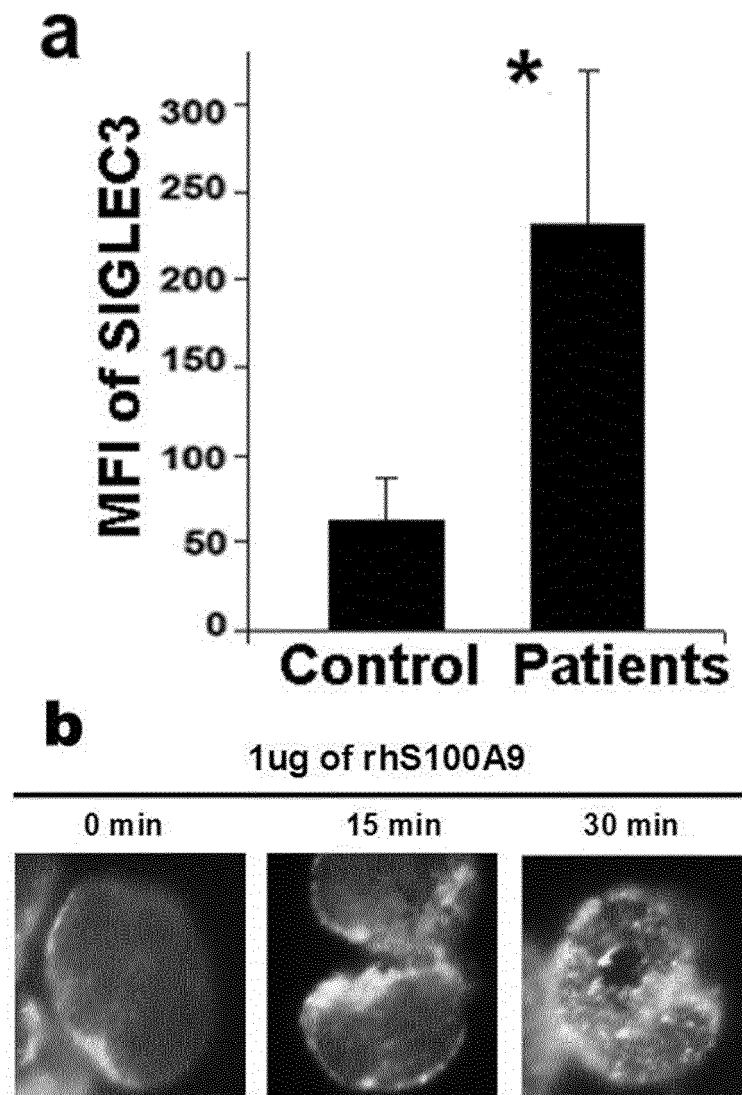 a
MFI of SIGLEC3
300
250
200
150
100
50
0
*
Control Patients
b
1ug of rhS100A9
0 min 15 min 30 min